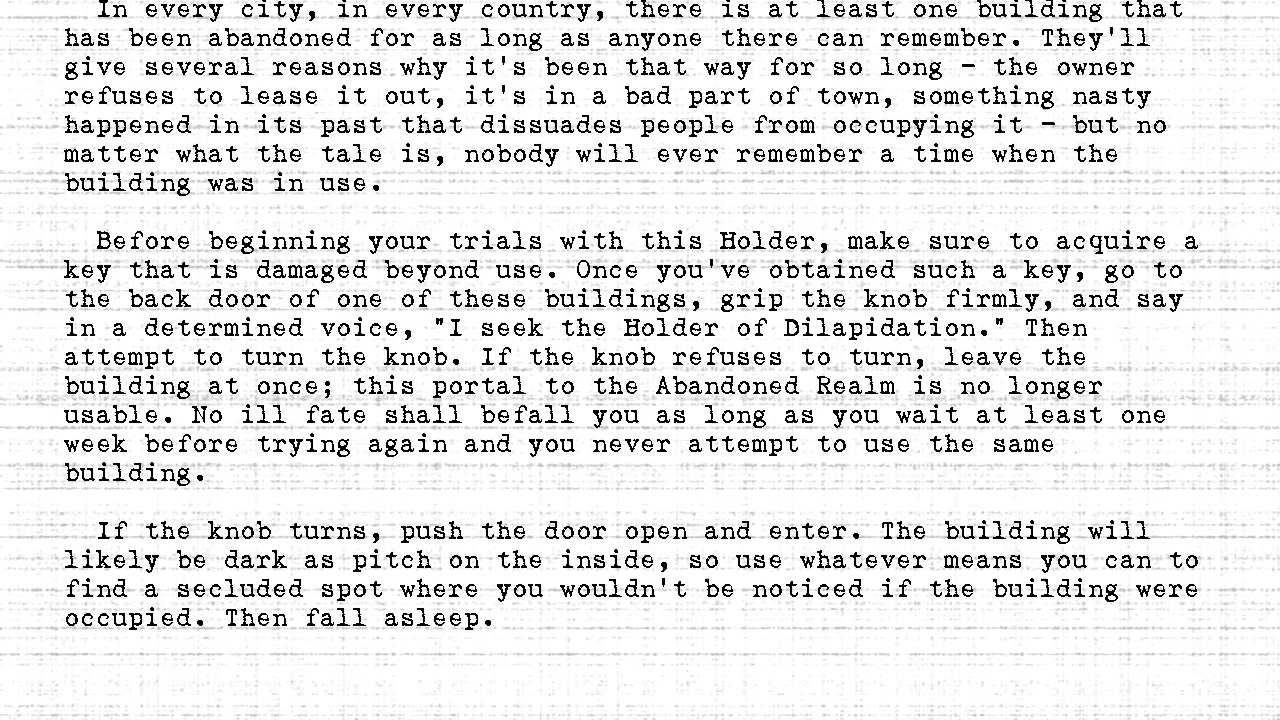 In every city, in every country, there is at least one building that
has been abandoned for as long as anyone there can remember. They'll
give several reasons why it's been that way for so long - the owner
refuses to lease it out, it's in a bad part of town, something nasty
happened in its past that dissuades people from occupying it - but no
matter what the tale is, nobody will ever remember a time when the
building was in use.
Before beginning your trials with this Holder, make sure to acquire a
key that is damaged beyond use. Once you've obtained such a key, go to
the back door of one of these buildings, grip the knob firmly, and say
in a determined voice, "I seek the Holder of Dilapidation." Then
attempt to turn the knob. If the knob refuses to turn, leave the
building at once; this portal to the Abandoned Realm is no longer
usable. No ill fate shall befall you as long as you wait at least one
week before trying again and you never attempt to use the same
building.
If the knob turns, push the door open and enter. The building will
likely be dark as pitch on the inside, so use whatever means you can to
find a secluded spot where you wouldn't be noticed if the building were
occupied. Then fall asleep.